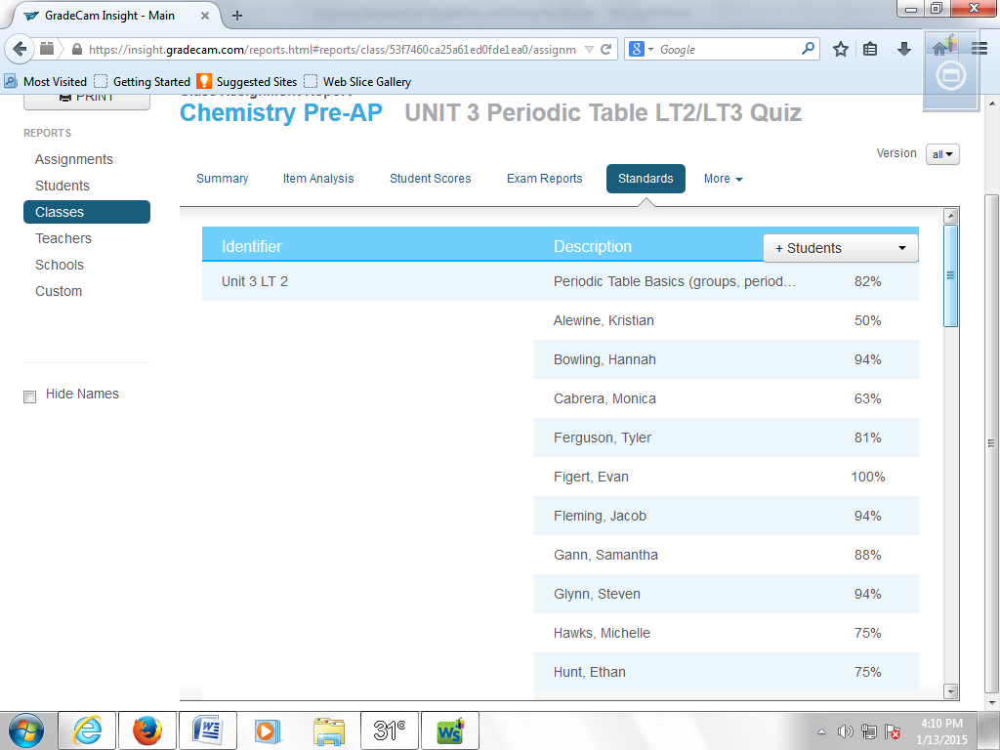 GradeCam Insight - Main
https://insight.gradecam.com/reports.html#reports/class/53f7460ca25a61ed0fde1ea0/assignm
Google
Most Visited Getting Started Suggested Sites Web Slice Gallery
PRINT
Class Assignment Report
Chemistry Pre-AP UNIT 3 Periodic Table LT2/LT3 Quiz
REPORTS
Version all
Assignments
Students
Classes
Teachers
Schools
Custom
Hide Names
Summary Item Analysis Student Scores Exam Reports Standards More
Identifier Description + Students
Unit 3 LT 2 Periodic Table Basics (groups, period… 82%
Alewine, Kristian 50%
Bowling, Hannah 94%
Cabrera, Monica 63%
Ferguson, Tyler 81%
Figert, Evan 100%
Fleming, Jacob 94%
Gann, Samantha 88%
Glynn, Steven 94%
Hawks, Michelle 75%
Hunt, Ethan 75%
31°
WS
4:10 PM
1/13/2015